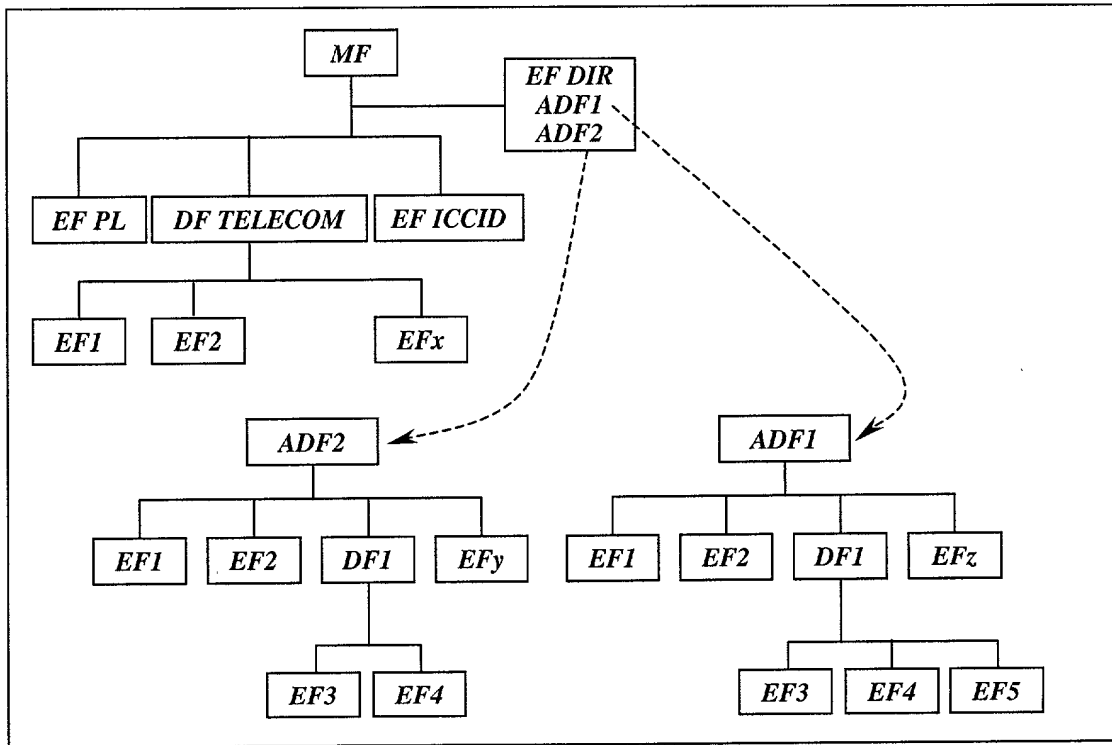 MF
EF DIR
ADF1
ADF2
EF PL
DF TELECOM
EF ICCID
EF1
EF2
EFx
ADF2
ADF1
EF1
EF2
DF1
EFy
EF1
EF2
DF1
EFz
EF3
EF4
EF3
EF4
EF5